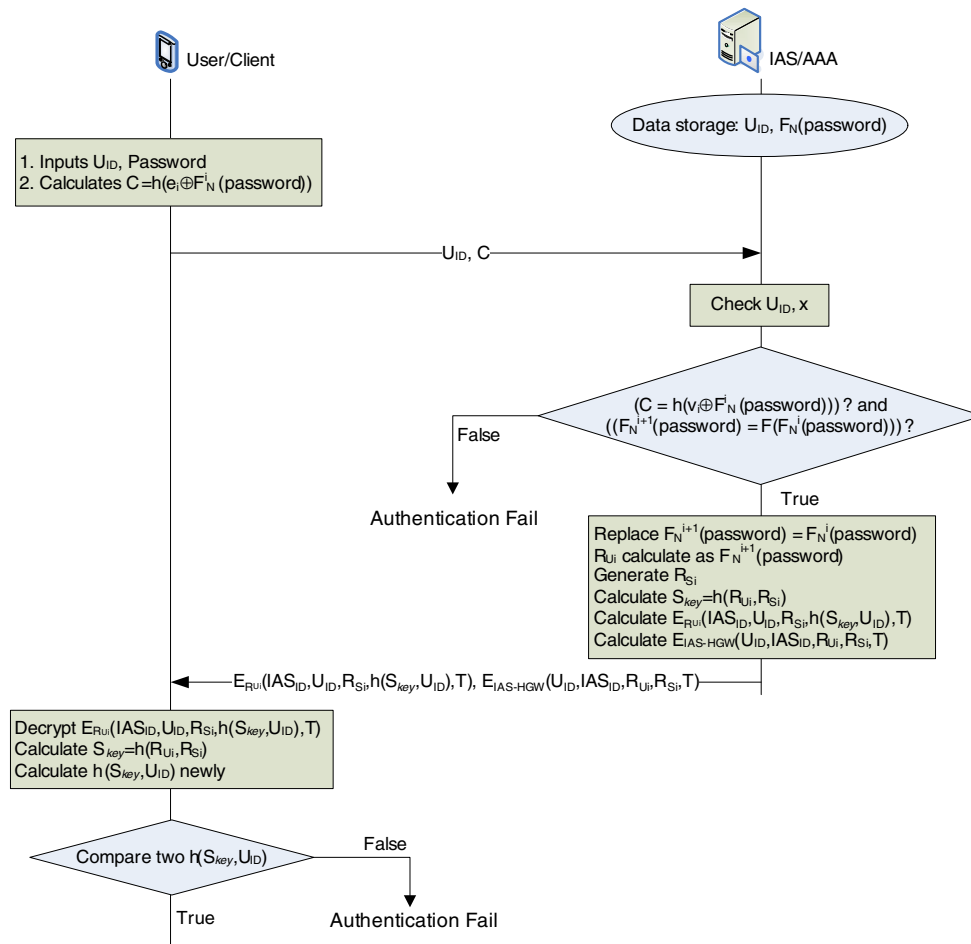 User/Client
IAS/AAA
Data storage: U_ID, F_N(password)
1. Inputs U_ID, Password
2. Calculates C=h(e_i⊕F_N^i (password))
U_ID, C
Check U_ID, x
(C = h(v_i⊕F_N^i (password))) ? and
((F_N^{i+1}(password) = F(F_N^i(password))) ?
False
Authentication Fail
True
Replace F_N^{i+1}(password) = F_N^i(password)
R_Ui calculate as F_N^{i+1}(password)
Generate R_Si
Calculate S_key=h(R_Ui,R_Si)
Calculate E_RUi(IAS_ID,U_ID,R_Si,h(S_key,U_ID),T)
Calculate E_IAS-HGW(U_ID,IAS_ID,R_Ui,R_Si,T)
E_RUi(IAS_ID,U_ID,R_Si,h(S_key,U_ID),T), E_IAS-HGW(U_ID,IAS_ID,R_Ui,R_Si,T)
Decrypt E_RUi(IAS_ID,U_ID,R_Si,h(S_key,U_ID),T)
Calculate S_key=h(R_Ui,R_Si)
Calculate h(S_key,U_ID) newly
Compare two h(S_key,U_ID)
False
Authentication Fail
True